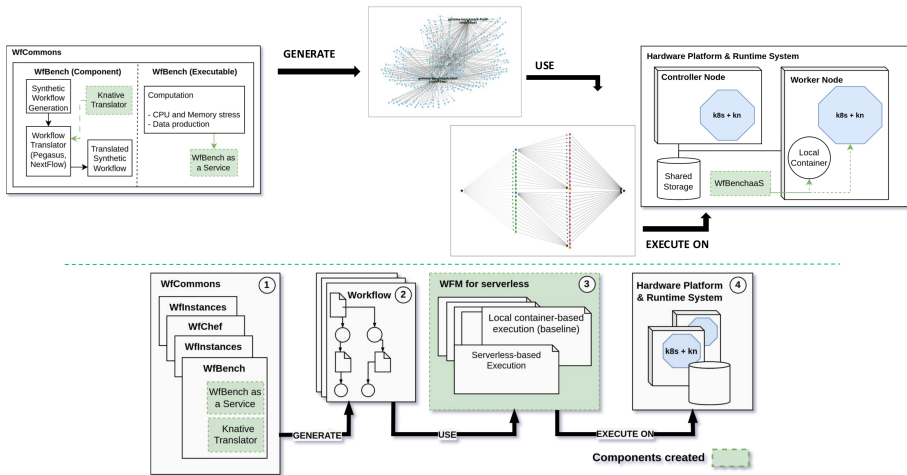 WfCommons
WfBench (Component)
Synthetic
Workflow
Generation
Knative
Translator
Workflow
Translator
(Pegasus,
NextFlow)
Translated
Synthetic
Workflow
WfBench (Executable)
Computation
- CPU and Memory stress
- Data production
WfBench as
a Service
GENERATE
USE
Hardware Platform & Runtime System
Controller Node
k8s + kn
Shared
Storage
Worker Node
k8s + kn
Local
Container
WfBenchaaS
EXECUTE ON
WfCommons
1
WfInstances
WfChef
WfInstances
WfBench
WfBench as
a Service
Knative
Translator
GENERATE
Workflow
2
USE
WFM for serverless
3
Local container-based
execution (baseline)
Serverless-based
Execution
EXECUTE ON
Hardware Platform
& Runtime System
4
k8s + kn
Components created